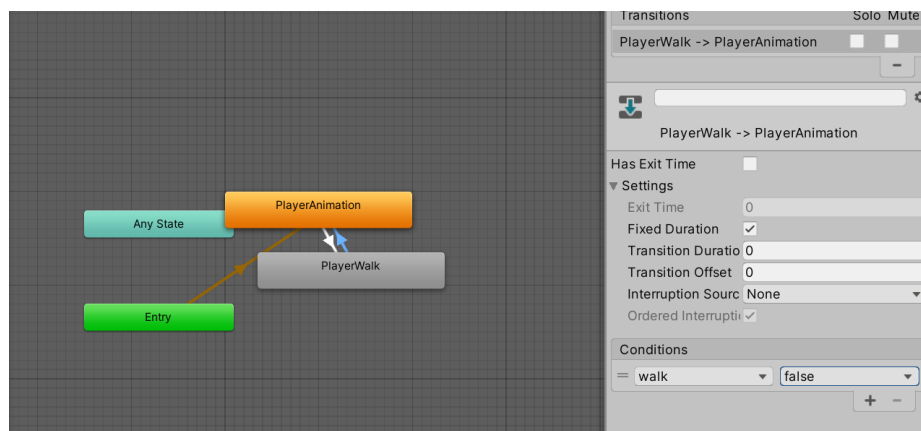 Transitions Solo Mute
PlayerWalk -> PlayerAnimation
PlayerWalk -> PlayerAnimation
Has Exit Time
Settings
Exit Time 0
Fixed Duration
Transition Duratio 0
Transition Offset 0
Interruption Sourc None
Ordered Interrupti
Conditions
walk false
PlayerAnimation
Any State
PlayerWalk
Entry